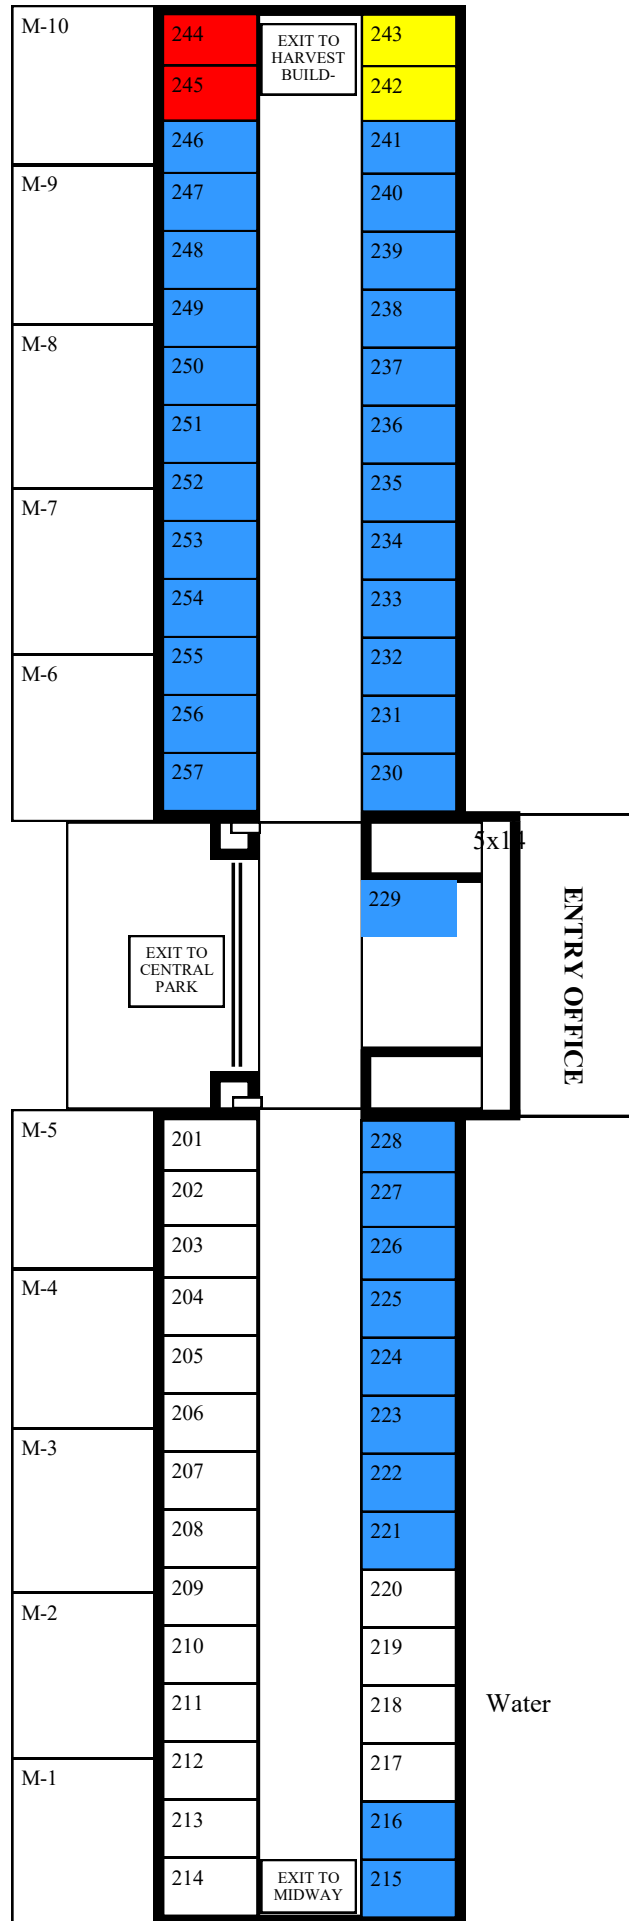 M-10
244
EXIT TO
HARVEST
BUILD-
243
245
242
246
241
M-9
247
240
248
239
249
238
M-8
250
237
251
236
252
235
M-7
253
234
254
233
255
232
M-6
256
231
257
230
5x14
229
ENTRY OFFICE
EXIT TO
CENTRAL
PARK
M-5
201
228
202
227
203
226
M-4
204
225
205
224
206
223
M-3
207
222
208
221
209
220
M-2
210
219
211
218
Water
212
217
M-1
213
216
214
EXIT TO
MIDWAY
215